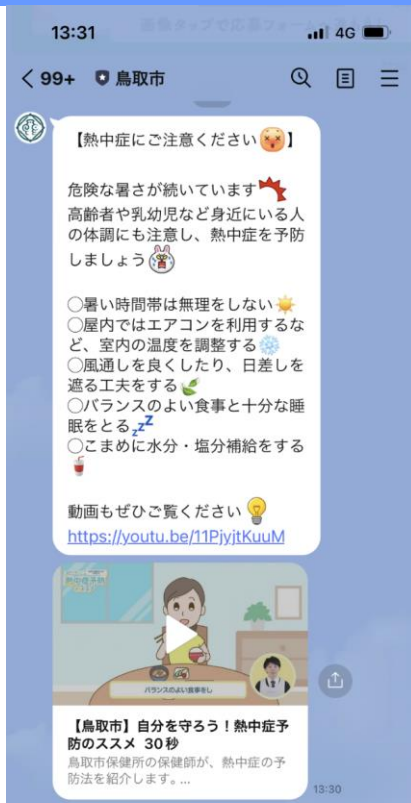 13:31
4G
99+
鳥取市
【熱中症にご注意ください】
危険な暑さが続いています
高齢者や乳幼児など身近にいる人
の体調にも注意し、熱中症を予防
しましょう
◯暑い時間帯は無理をしない
◯屋内ではエアコンを利用するな
ど、室内の温度を調整する
◯風通しを良くしたり、日差しを
遮る工夫をする
◯バランスのよい食事と十分な睡
眠をとる
◯こまめに水分・塩分補給をする
動画もぜひご覧ください
https://youtu.be/11PjyjtKuuM
バランスのよい食事をし
【鳥取市】自分を守ろう！熱中症予
防のススメ 30秒
鳥取市保健所の保健師が、熱中症の予
防法を紹介します。...
13:30